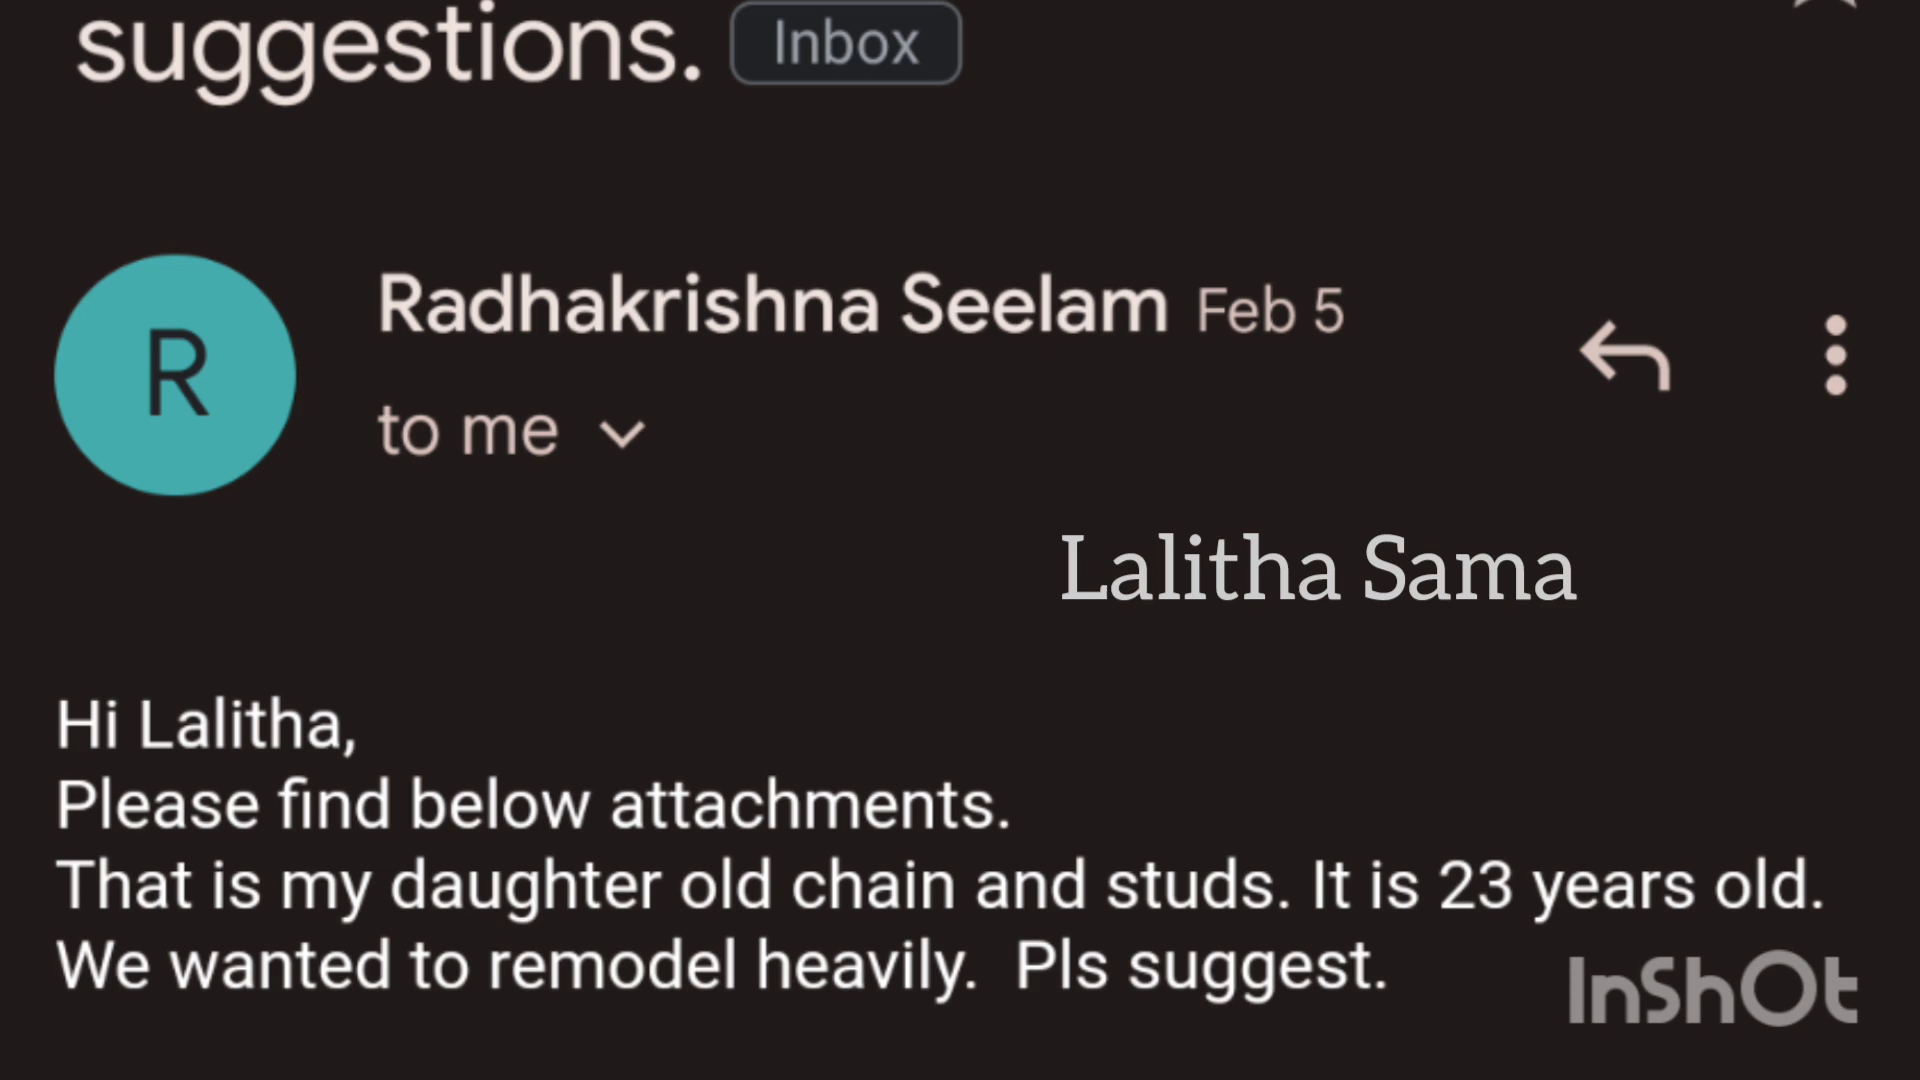 suggestions. Inbox
R
Radhakrishna Seelam Feb 5
to me
Lalitha Sama
Hi Lalitha,
Please find below attachments.
That is my daughter old chain and studs. It is 23 years old.
We wanted to remodel heavily.  Pls suggest.
InShOt